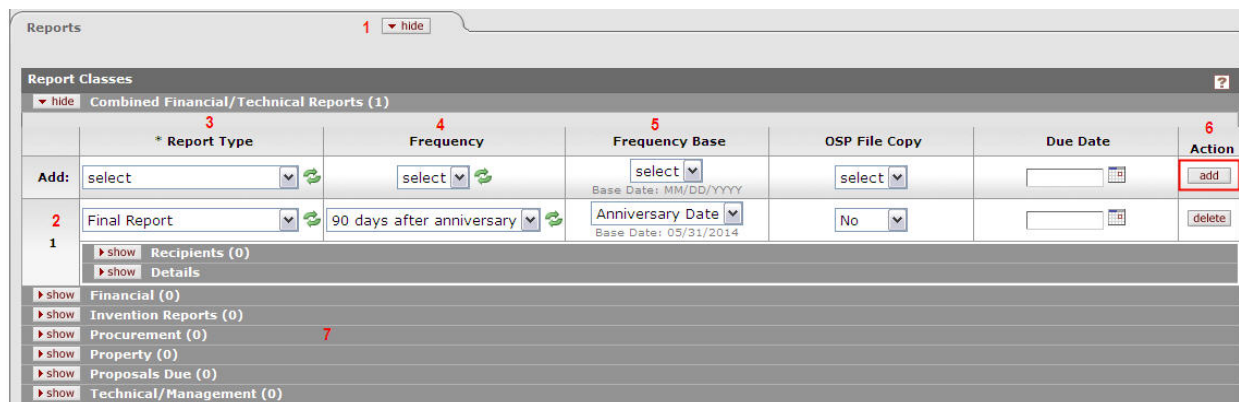 Reports 1 hide
Report Classes ?
hide Combined Financial/Technical Reports (1)
3 4 5 6
* Report Type Frequency Frequency Base OSP File Copy Due Date Action
Add: select select select select add
Base Date: MM/DD/YYYY
2 Final Report 90 days after anniversary Anniversary Date No delete
Base Date: 05/31/2014
1
show Recipients (0)
show Details
show Financial (0)
show Invention Reports (0)
show Procurement (0) 7
show Property (0)
show Proposals Due (0)
show Technical/Management (0)